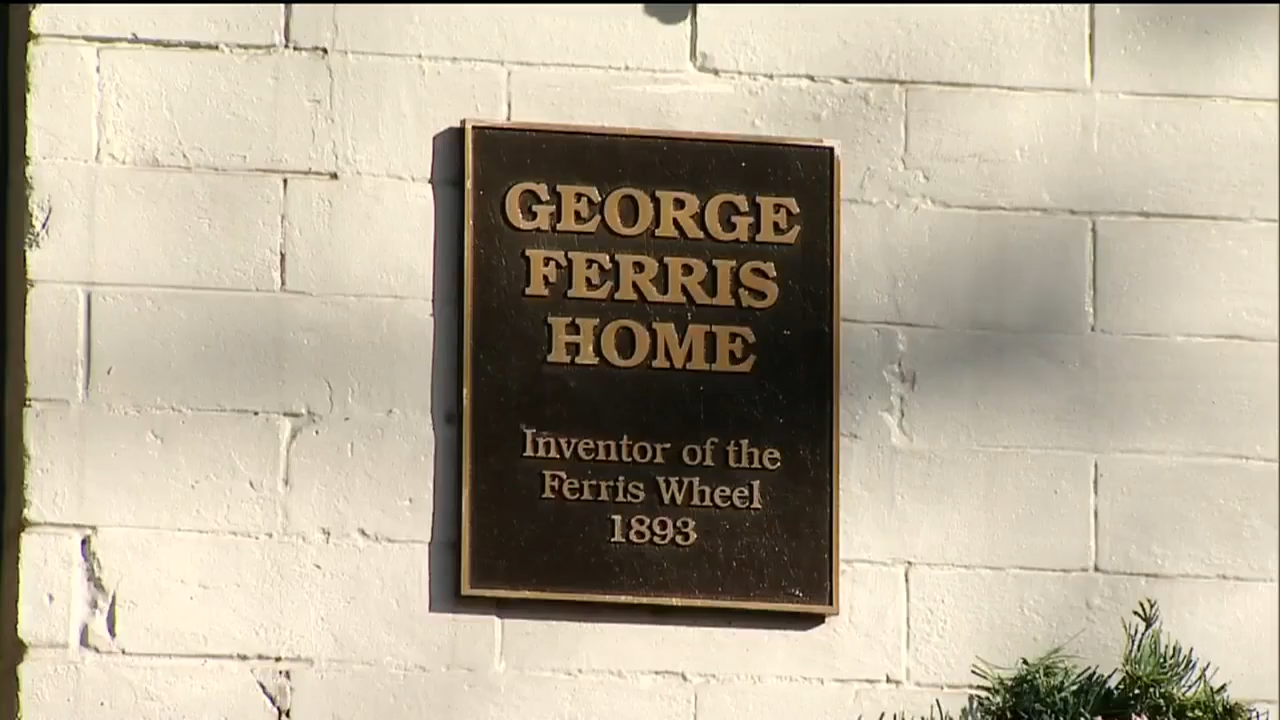 GEORGE
FERRIS
HOME
Inventor of the
Ferris Wheel
1893